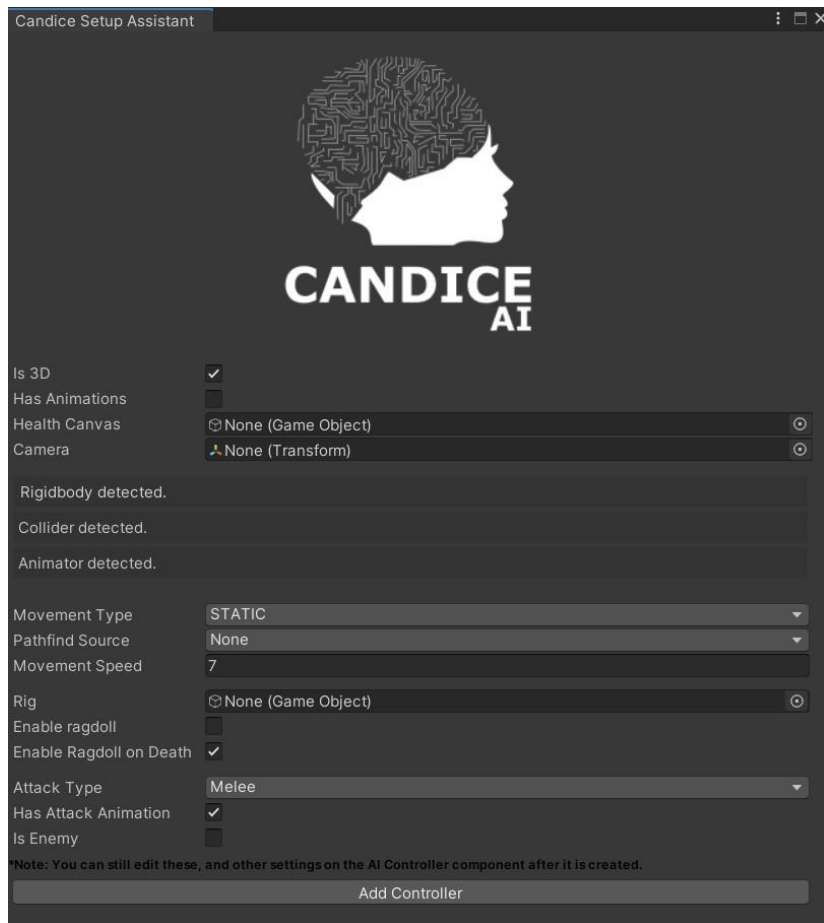 Candice Setup Assistant
CANDICE
AI
Is 3D
Has Animations
Health Canvas None (Game Object)
Camera None (Transform)
Rigidbody detected.
Collider detected.
Animator detected.
Movement Type STATIC
Pathfind Source None
Movement Speed 7
Rig None (Game Object)
Enable ragdoll
Enable Ragdoll on Death
Attack Type Melee
Has Attack Animation
Is Enemy
*Note: You can still edit these, and other settings on the AI Controller component after it is created.
Add Controller